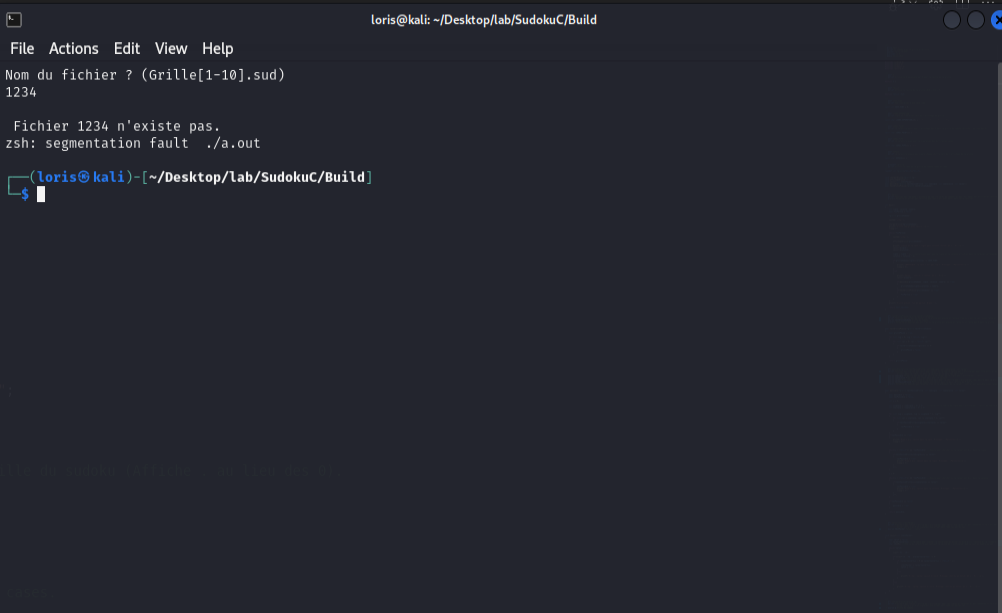 loris@kali: ~/Desktop/lab/SudokuC/Build
File Actions Edit View Help
Nom du fichier ? (Grille[1-10].sud)
1234
Fichier 1234 n'existe pas.
zsh: segmentation fault ./a.out
┌──(loris㉿kali)-[~/Desktop/lab/SudokuC/Build]
└─$